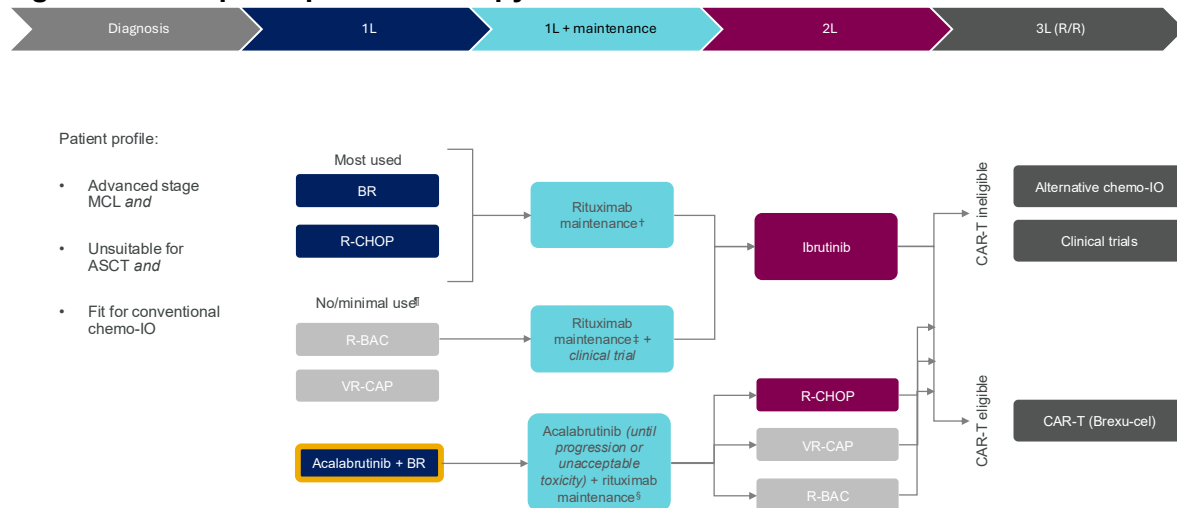 Diagnosis
1L
1L + maintenance
2L
3L (R/R)
Patient profile:
• Advanced stage
MCL and
• Unsuitable for
ASCT and
• Fit for conventional
chemo-IO
Most used
BR
R-CHOP
No/minimal use¶
R-BAC
VR-CAP
Acalabrutinib + BR
Rituximab
maintenance†
Rituximab
maintenance‡ +
clinical trial
Acalabrutinib (until
progression or
unacceptable
toxicity) + rituximab
maintenance§
Ibrutinib
R-CHOP
VR-CAP
R-BAC
CAR-T ineligible
CAR-T eligible
Alternative chemo-IO
Clinical trials
CAR-T (Brexu-cel)